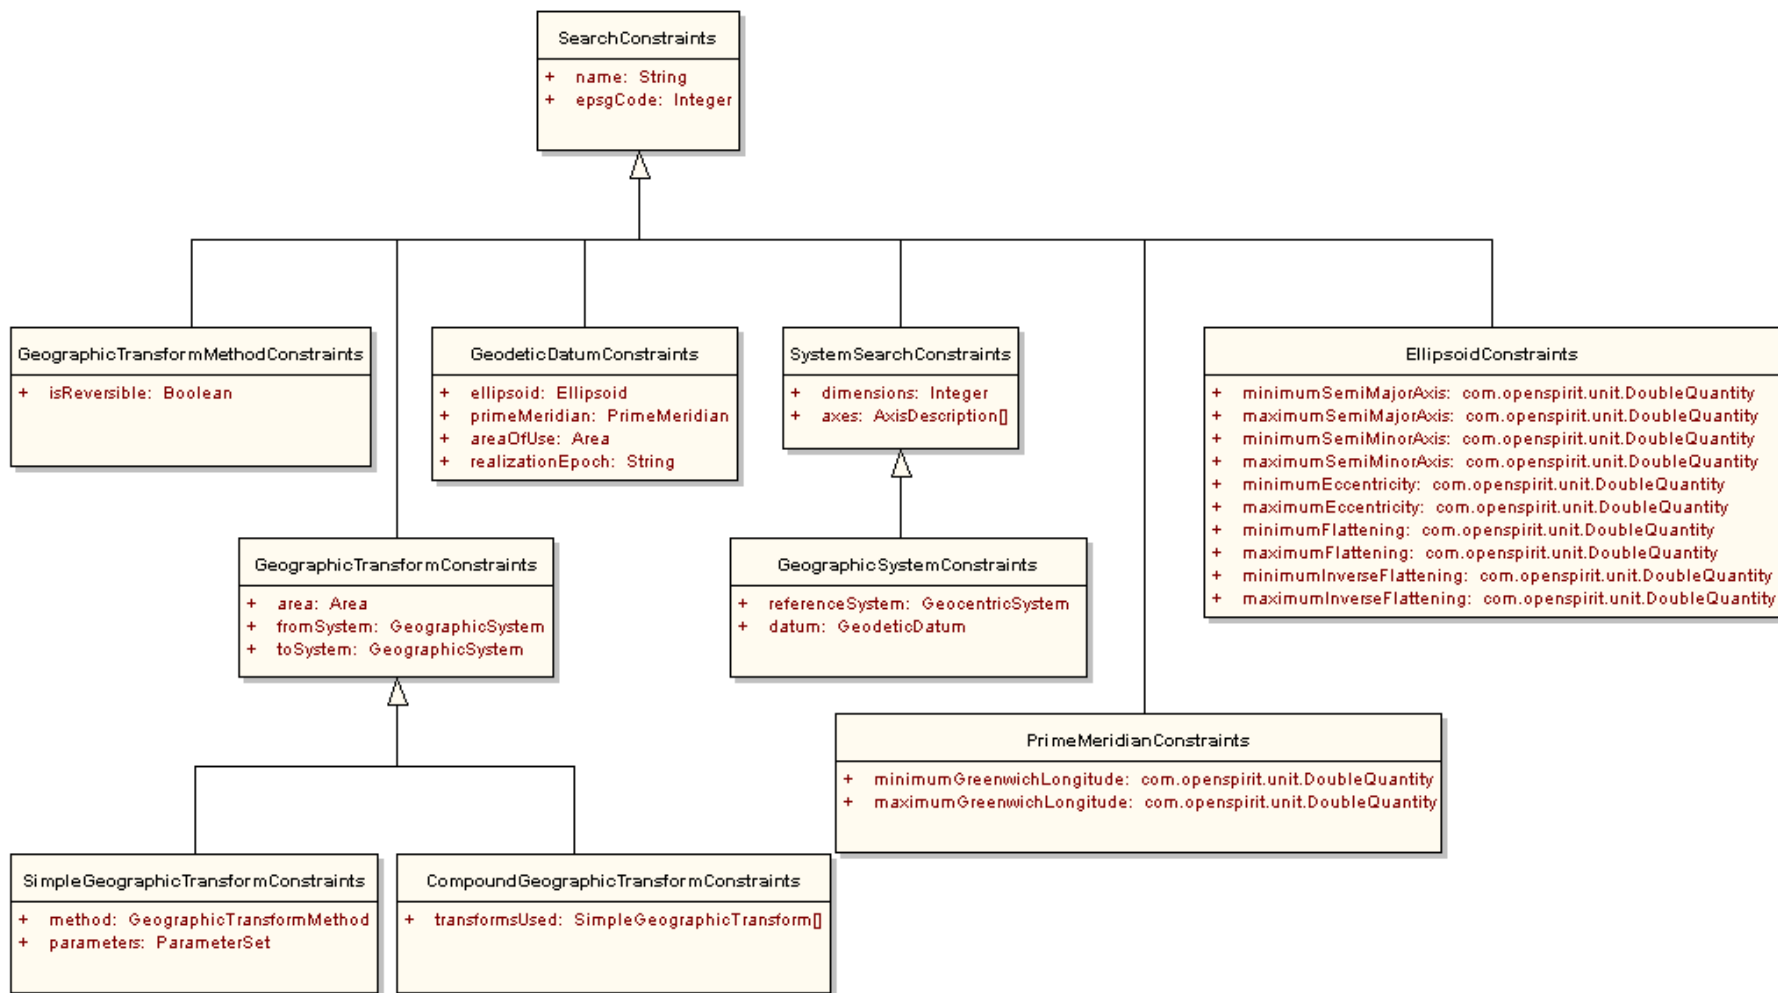 SearchConstraints
+ name: String
+ epsgCode: Integer
GeographicTransformMethodConstraints
+ isReversible: Boolean
GeodeticDatumConstraints
+ ellipsoid: Ellipsoid
+ primeMeridian: PrimeMeridian
+ areaOfUse: Area
+ realizationEpoch: String
SystemSearchConstraints
+ dimensions: Integer
+ axes: AxisDescription[]
EllipsoidConstraints
+ minimumSemiMajorAxis: com.openspirit.unit.DoubleQuantity
+ maximumSemiMajorAxis: com.openspirit.unit.DoubleQuantity
+ minimumSemiMinorAxis: com.openspirit.unit.DoubleQuantity
+ maximumSemiMinorAxis: com.openspirit.unit.DoubleQuantity
+ minimumEccentricity: com.openspirit.unit.DoubleQuantity
+ maximumEccentricity: com.openspirit.unit.DoubleQuantity
+ minimumFlattening: com.openspirit.unit.DoubleQuantity
+ maximumFlattening: com.openspirit.unit.DoubleQuantity
+ minimumInverseFlattening: com.openspirit.unit.DoubleQuantity
+ maximumInverseFlattening: com.openspirit.unit.DoubleQuantity
GeographicTransformConstraints
+ area: Area
+ fromSystem: GeographicSystem
+ toSystem: GeographicSystem
GeographicSystemConstraints
+ referenceSystem: GeocentricSystem
+ datum: GeodeticDatum
PrimeMeridianConstraints
+ minimumGreenwichLongitude: com.openspirit.unit.DoubleQuantity
+ maximumGreenwichLongitude: com.openspirit.unit.DoubleQuantity
SimpleGeographicTransformConstraints
+ method: GeographicTransformMethod
+ parameters: ParameterSet
CompoundGeographicTransformConstraints
+ transformsUsed: SimpleGeographicTransform[]